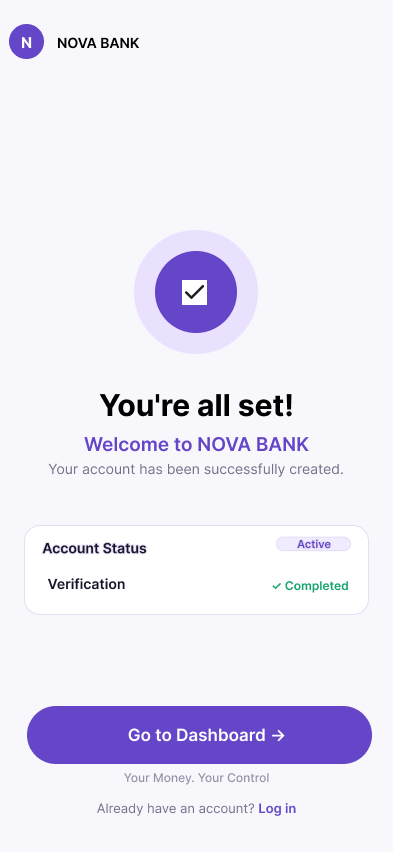 N NOVA BANK
You're all set!
Welcome to NOVA BANK
Your account has been successfully created.
Account Status Active
Verification ✓ Completed
Go to Dashboard →
Your Money. Your Control
Already have an account? Log in